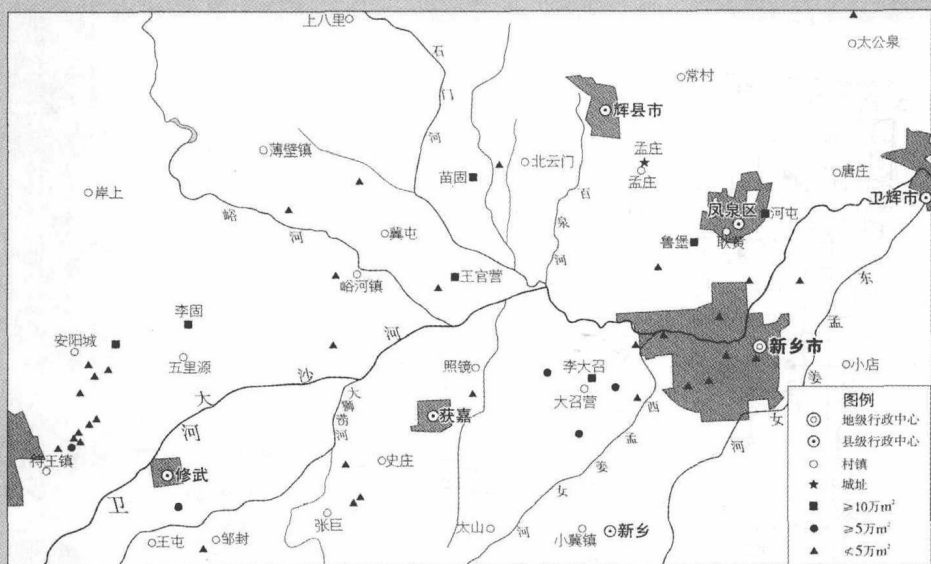 上八里
石门河
太公泉
常村
辉县市
薄壁镇
苗固
北云门
百泉河
孟庄
孟庄
唐庄
岸上
峪河
卫辉市
凤泉区
河屯
耿黄
鲁堡
冀屯
峪河镇
王官营
东孟姜女河
李固
安阳城
五里源
大沙河
照镜
李大召
大召营
新乡市
小店
大狮涝河
获嘉
西孟姜女河
待王镇
修武
史庄
卫河
张巨
太山
小冀镇
新乡
王屯
邹封
图例
地级行政中心
县级行政中心
村镇
城址
≥10万m²
≥5万m²
≮5万m²